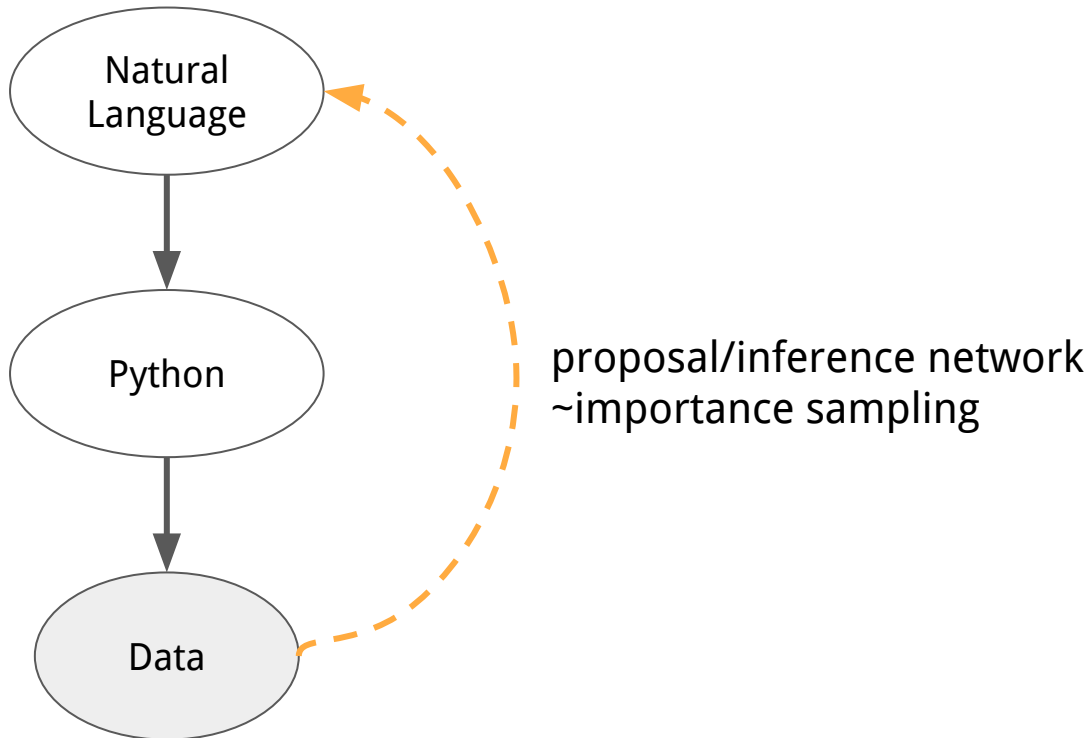 Natural
Language
Python
proposal/inference network
~importance sampling
Data